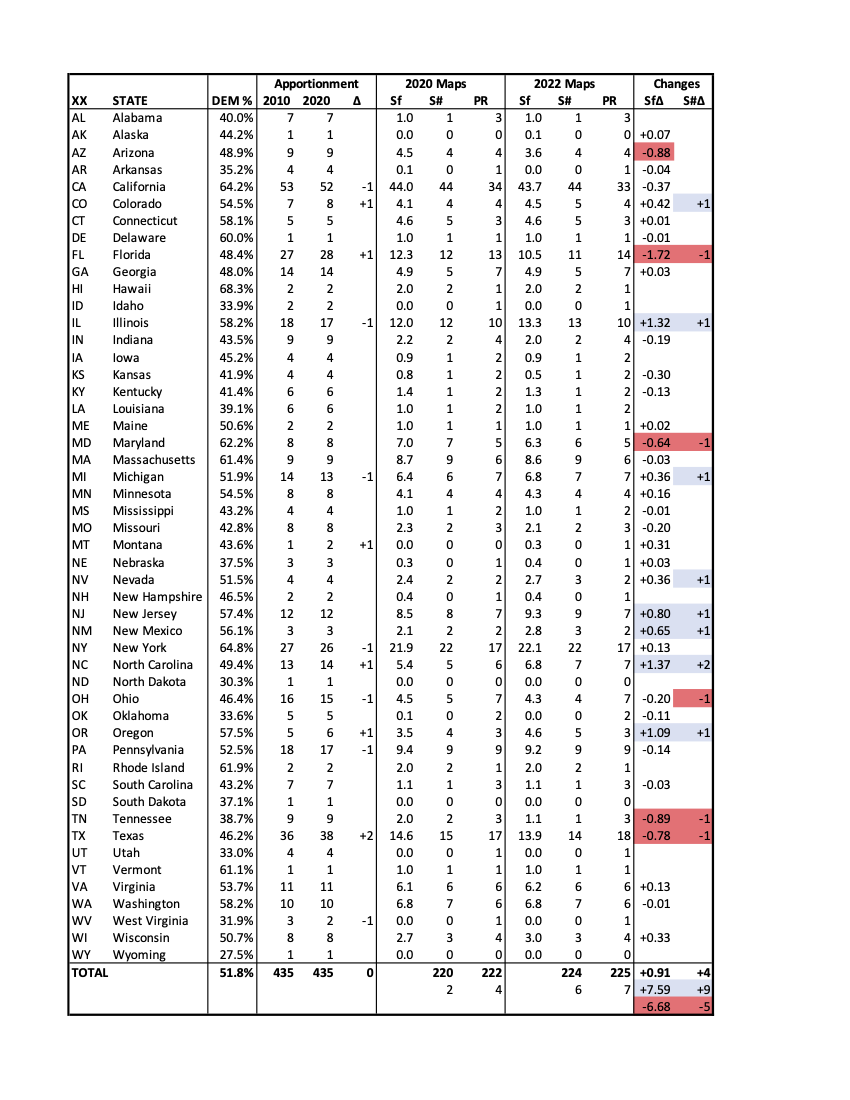 Apportionment 2020 Maps 2022 Maps Changes
XX STATE DEM % 2010 2020 Δ Sf S# PR Sf S# PR SfΔ S#Δ
AL Alabama 40.0% 7 7 1.0 1 3 1.0 1 3
AK Alaska 44.2% 1 1 0.0 0 0 0.1 0 0 +0.07
AZ Arizona 48.9% 9 9 4.5 4 4 3.6 4 4 -0.88
AR Arkansas 35.2% 4 4 0.1 0 1 0.0 0 1 -0.04
CA California 64.2% 53 52 -1 44.0 44 34 43.7 44 33 -0.37
CO Colorado 54.5% 7 8 +1 4.1 4 4 4.5 5 4 +0.42 +1
CT Connecticut 58.1% 5 5 4.6 5 3 4.6 5 3 +0.01
DE Delaware 60.0% 1 1 1.0 1 1 1.0 1 1 -0.01
FL Florida 48.4% 27 28 +1 12.3 12 13 10.5 11 14 -1.72 -1
GA Georgia 48.0% 14 14 4.9 5 7 4.9 5 7 +0.03
HI Hawaii 68.3% 2 2 2.0 2 1 2.0 2 1
ID Idaho 33.9% 2 2 0.0 0 1 0.0 0 1
IL Illinois 58.2% 18 17 -1 12.0 12 10 13.3 13 10 +1.32 +1
IN Indiana 43.5% 9 9 2.2 2 4 2.0 2 4 -0.19
IA Iowa 45.2% 4 4 0.9 1 2 0.9 1 2
KS Kansas 41.9% 4 4 0.8 1 2 0.5 1 2 -0.30
KY Kentucky 41.4% 6 6 1.4 1 2 1.3 1 2 -0.13
LA Louisiana 39.1% 6 6 1.0 1 2 1.0 1 2
ME Maine 50.6% 2 2 1.0 1 1 1.0 1 1 +0.02
MD Maryland 62.2% 8 8 7.0 7 5 6.3 6 5 -0.64 -1
MA Massachusetts 61.4% 9 9 8.7 9 6 8.6 9 6 -0.03
MI Michigan 51.9% 14 13 -1 6.4 6 7 6.8 7 7 +0.36 +1
MN Minnesota 54.5% 8 8 4.1 4 4 4.3 4 4 +0.16
MS Mississippi 43.2% 4 4 1.0 1 2 1.0 1 2 -0.01
MO Missouri 42.8% 8 8 2.3 2 3 2.1 2 3 -0.20
MT Montana 43.6% 1 2 +1 0.0 0 0 0.3 0 1 +0.31
NE Nebraska 37.5% 3 3 0.3 0 1 0.4 0 1 +0.03
NV Nevada 51.5% 4 4 2.4 2 2 2.7 3 2 +0.36 +1
NH New Hampshire 46.5% 2 2 0.4 0 1 0.4 0 1
NJ New Jersey 57.4% 12 12 8.5 8 7 9.3 9 7 +0.80 +1
NM New Mexico 56.1% 3 3 2.1 2 2 2.8 3 2 +0.65 +1
NY New York 64.8% 27 26 -1 21.9 22 17 22.1 22 17 +0.13
NC North Carolina 49.4% 13 14 +1 5.4 5 6 6.8 7 7 +1.37 +2
ND North Dakota 30.3% 1 1 0.0 0 0 0.0 0 0
OH Ohio 46.4% 16 15 -1 4.5 5 7 4.3 4 7 -0.20 -1
OK Oklahoma 33.6% 5 5 0.1 0 2 0.0 0 2 -0.11
OR Oregon 57.5% 5 6 +1 3.5 4 3 4.6 5 3 +1.09 +1
PA Pennsylvania 52.5% 18 17 -1 9.4 9 9 9.2 9 9 -0.14
RI Rhode Island 61.9% 2 2 2.0 2 1 2.0 2 1
SC South Carolina 43.2% 7 7 1.1 1 3 1.1 1 3 -0.03
SD South Dakota 37.1% 1 1 0.0 0 0 0.0 0 0
TN Tennessee 38.7% 9 9 2.0 2 3 1.1 1 3 -0.89 -1
TX Texas 46.2% 36 38 +2 14.6 15 17 13.9 14 18 -0.78 -1
UT Utah 33.0% 4 4 0.0 0 1 0.0 0 1
VT Vermont 61.1% 1 1 1.0 1 1 1.0 1 1
VA Virginia 53.7% 11 11 6.1 6 6 6.2 6 6 +0.13
WA Washington 58.2% 10 10 6.8 7 6 6.8 7 6 -0.01
WV West Virginia 31.9% 3 2 -1 0.0 0 1 0.0 0 1
WI Wisconsin 50.7% 8 8 2.7 3 4 3.0 3 4 +0.33
WY Wyoming 27.5% 1 1 0.0 0 0 0.0 0 0
TOTAL 51.8% 435 435 0 220 222 224 225 +0.91 +4
2 4 6 7 +7.59 +9
-6.68 -5